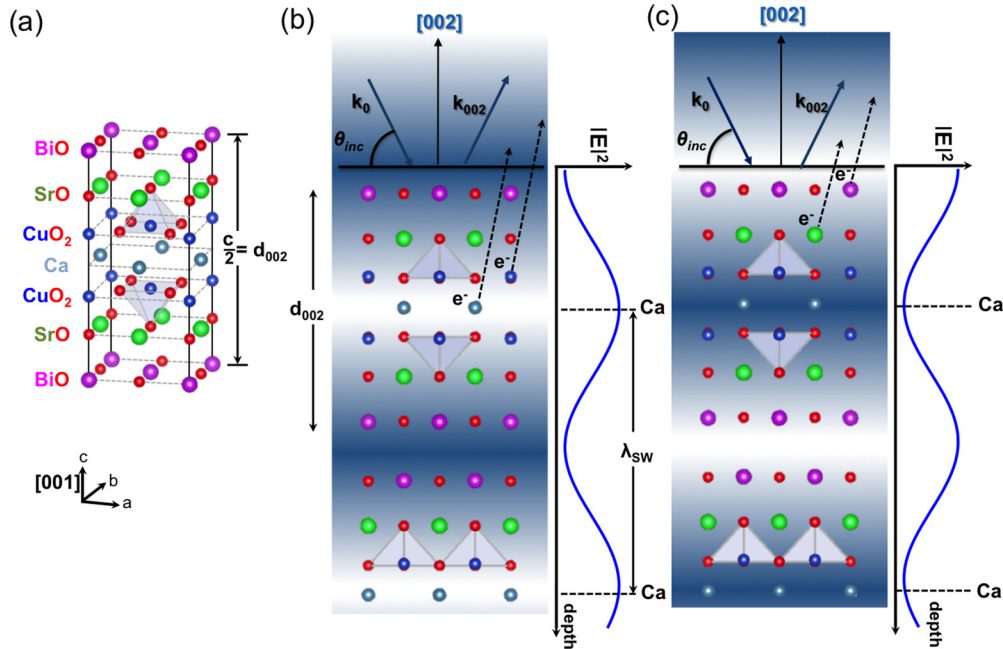 (a)
BiO
SrO
CuO₂
Ca
CuO₂
SrO
BiO
c/2 = d₀₀₂
[001]
c
b
a
(b)
[002]
k₀
k₀₀₂
θinc
|E|²
e⁻
e⁻
d₀₀₂
Ca
λSW
Ca
depth
(c)
[002]
k₀
k₀₀₂
θinc
|E|²
e⁻
e⁻
Ca
Ca
depth